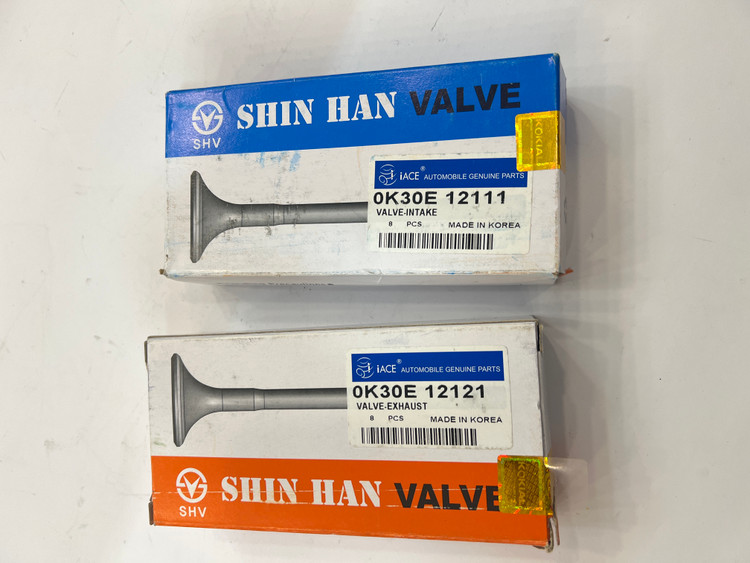 SHIN HAN VALVE
SHV
KOKIA
iACE® AUTOMOBILE GENUINE PARTS
0K30E 12111
VALVE-INTAKE
8 PCS MADE IN KOREA
iACE® AUTOMOBILE GENUINE PARTS
0K30E 12121
VALVE-EXHAUST
8 PCS MADE IN KOREA
SHIN HAN VALVE
SHV